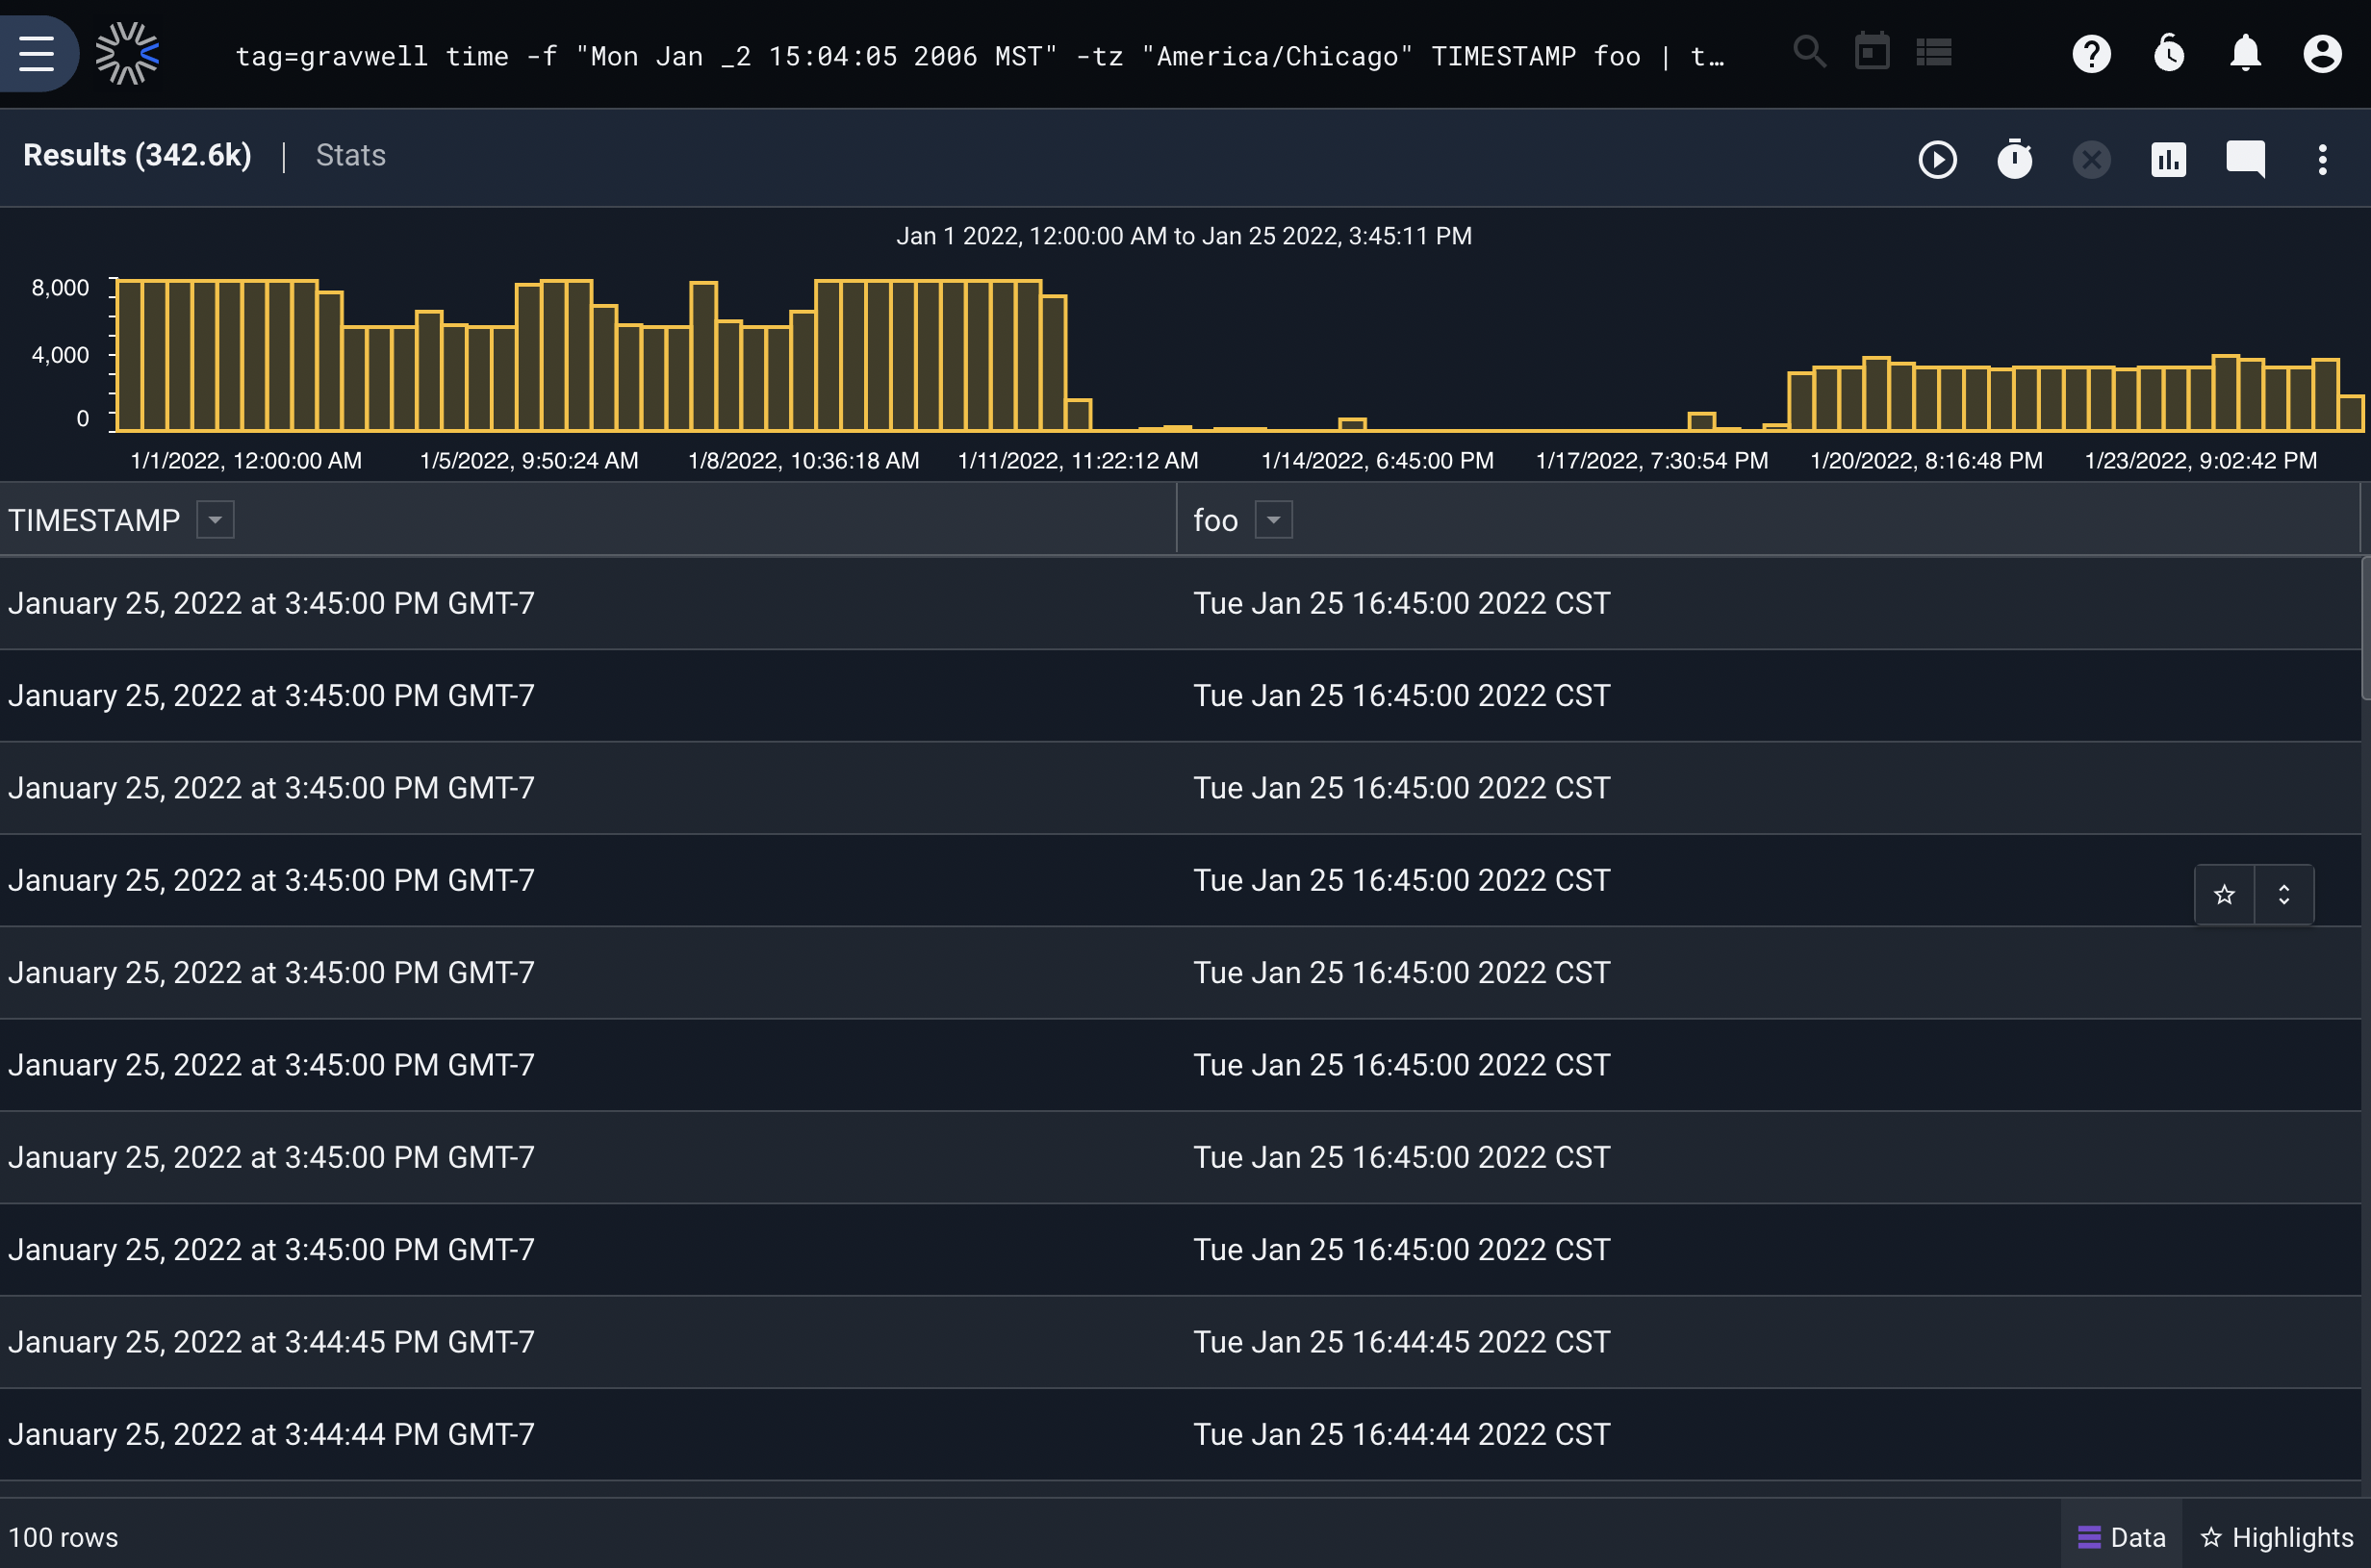 tag=gravwell time -f "Mon Jan _2 15:04:05 2006 MST" -tz "America/Chicago" TIMESTAMP foo | t…
Results (342.6k) | Stats
Jan 1 2022, 12:00:00 AM to Jan 25 2022, 3:45:11 PM
8,000
4,000
0
1/1/2022, 12:00:00 AM 1/5/2022, 9:50:24 AM 1/8/2022, 10:36:18 AM 1/11/2022, 11:22:12 AM 1/14/2022, 6:45:00 PM 1/17/2022, 7:30:54 PM 1/20/2022, 8:16:48 PM 1/23/2022, 9:02:42 PM
TIMESTAMP foo
January 25, 2022 at 3:45:00 PM GMT-7 Tue Jan 25 16:45:00 2022 CST
January 25, 2022 at 3:45:00 PM GMT-7 Tue Jan 25 16:45:00 2022 CST
January 25, 2022 at 3:45:00 PM GMT-7 Tue Jan 25 16:45:00 2022 CST
January 25, 2022 at 3:45:00 PM GMT-7 Tue Jan 25 16:45:00 2022 CST
January 25, 2022 at 3:45:00 PM GMT-7 Tue Jan 25 16:45:00 2022 CST
January 25, 2022 at 3:45:00 PM GMT-7 Tue Jan 25 16:45:00 2022 CST
January 25, 2022 at 3:45:00 PM GMT-7 Tue Jan 25 16:45:00 2022 CST
January 25, 2022 at 3:45:00 PM GMT-7 Tue Jan 25 16:45:00 2022 CST
January 25, 2022 at 3:44:45 PM GMT-7 Tue Jan 25 16:44:45 2022 CST
January 25, 2022 at 3:44:44 PM GMT-7 Tue Jan 25 16:44:44 2022 CST
100 rows Data Highlights